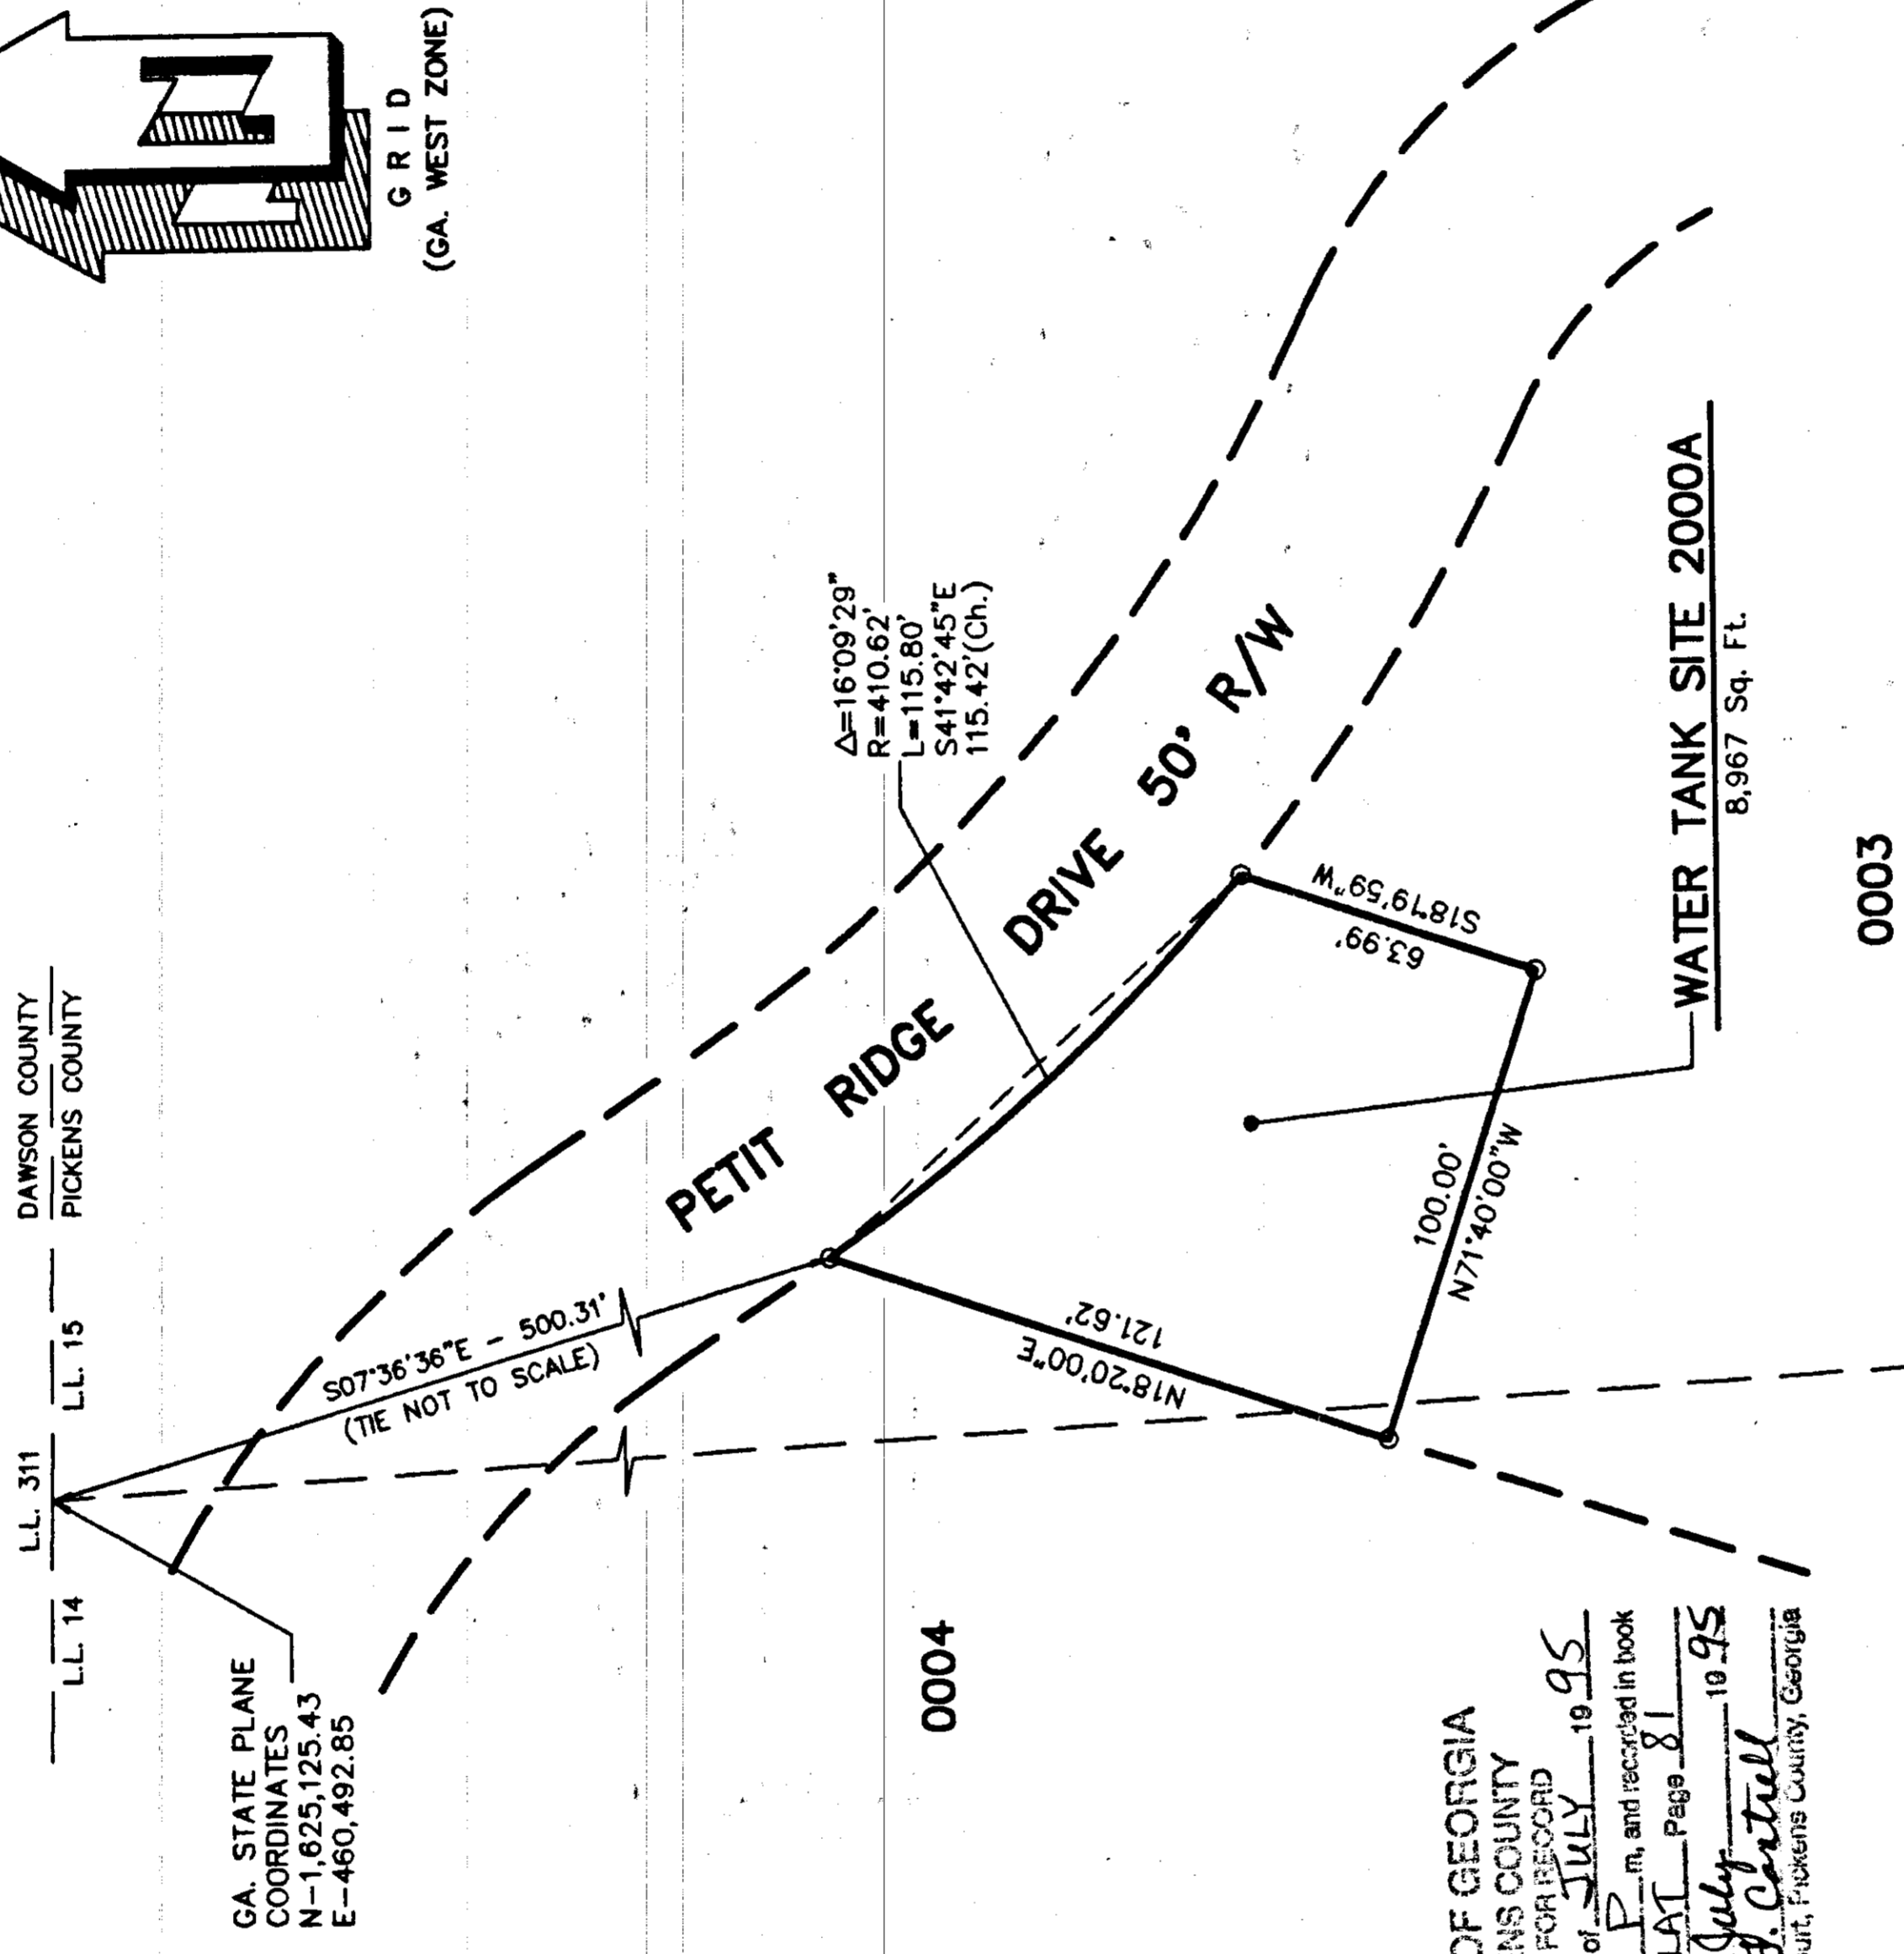 GRID
(GA. WEST ZONE)
DAWSON COUNTY
PICKENS COUNTY
L.L. 311
L.L. 14
L.L. 15
GA. STATE PLANE
COORDINATES
N-1,625,125.43
E-460,492.85
S07°36'36"E - 500.31'
(TIE NOT TO SCALE)
PETIT RIDGE DRIVE 50' R/W
Δ=16°09'29"
R=410.62'
L=115.80'
S41°42'45"E
115.42'(Ch.)
S18°19'59"W
63.99'
100.00'
N71°40'00"W
121.62'
N18°20'00"E
WATER TANK SITE 2000A
8,967 Sq. Ft.
0003
0004
OF GEORGIA
NS COUNTY
FOR RECORD
of JULY 1995
P m, and recorded in book
LAT Page 81
July 1995
Pickens County, Georgia